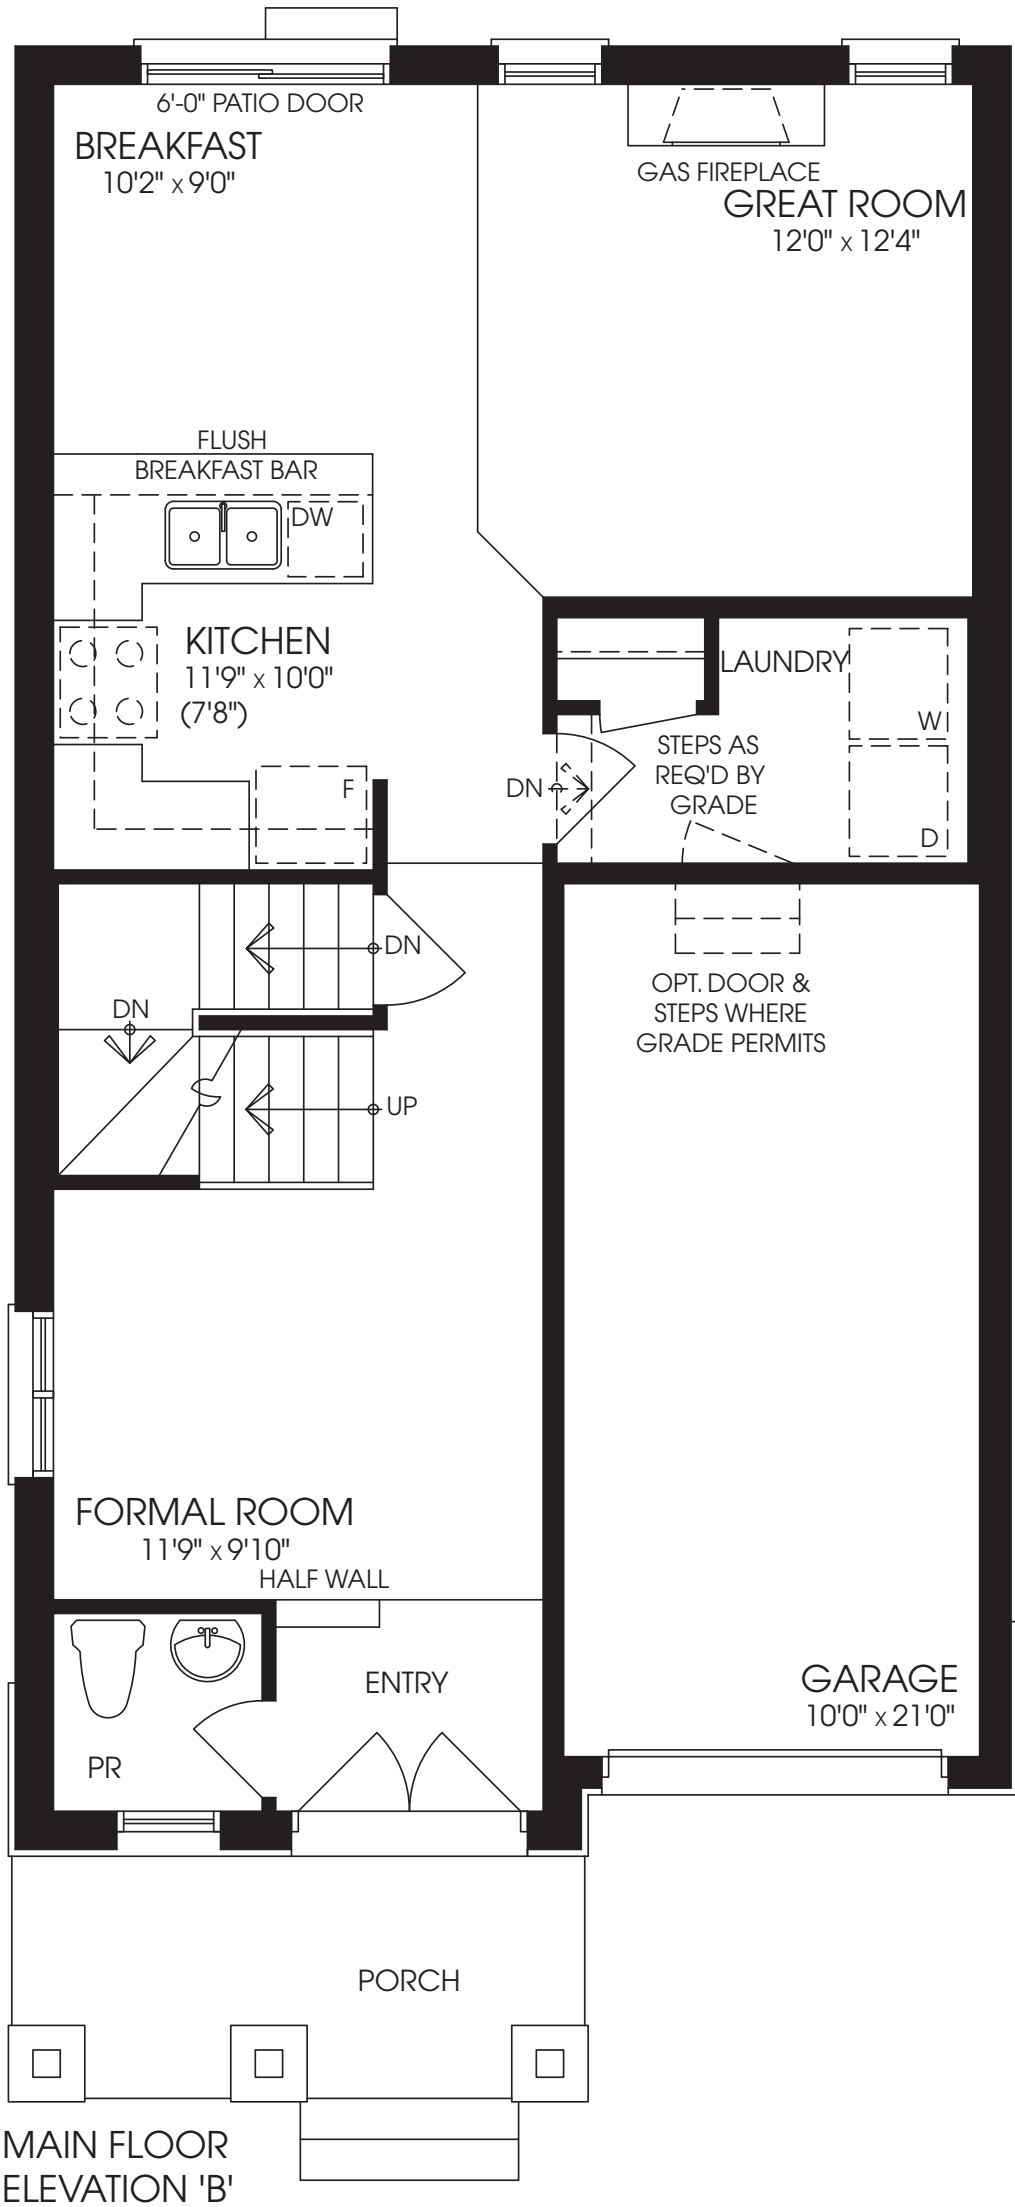 6'-0" PATIO DOOR
BREAKFAST
10'2" x 9'0"
GAS FIREPLACE
GREAT ROOM
12'0" x 12'4"
FLUSH
BREAKFAST BAR
DW
KITCHEN
11'9" x 10'0"
(7'8")
F
LAUNDRY
W
D
STEPS AS
REQ'D BY
GRADE
DN
DN
DN
UP
OPT. DOOR &
STEPS WHERE
GRADE PERMITS
FORMAL ROOM
11'9" x 9'10"
HALF WALL
ENTRY
PR
GARAGE
10'0" x 21'0"
PORCH
MAIN FLOOR
ELEVATION 'B'